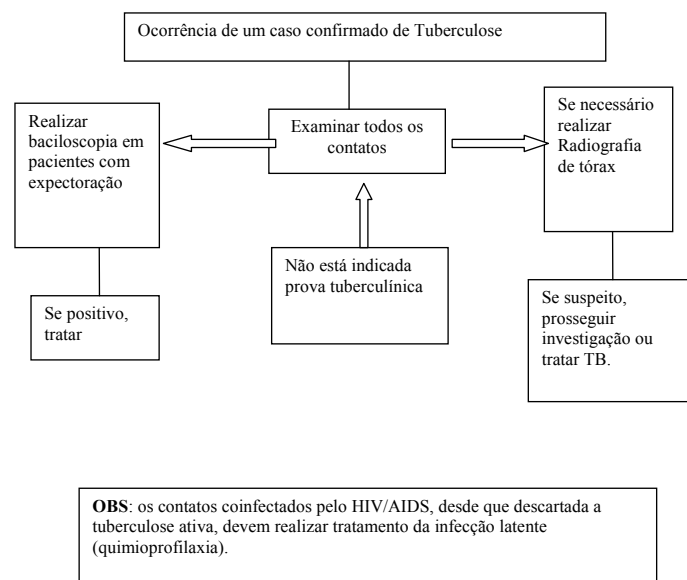 Ocorrência de um caso confirmado de Tuberculose
Realizar
baciloscopia em
pacientes com
expectoração
Examinar todos os
contatos
Se necessário
realizar
Radiografia
de tórax
Não está indicada
prova tuberculínica
Se positivo,
tratar
Se suspeito,
prosseguir
investigação ou
tratar TB.
OBS: os contatos coinfectados pelo HIV/AIDS, desde que descartada a
tuberculose ativa, devem realizar tratamento da infecção latente
(quimioprofilaxia).